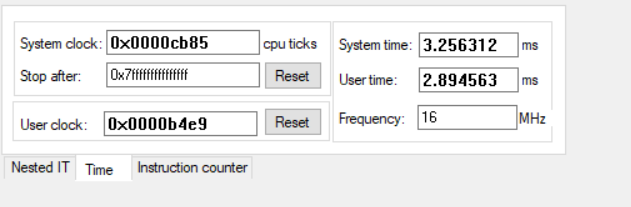 System clock: 0x0000cb85 cpu ticks
Stop after: 0x7fffffffffffffff Reset
User clock: 0x0000b4e9 Reset
System time: 3.256312 ms
User time: 2.894563 ms
Frequency: 16 MHz
Nested IT Time Instruction counter